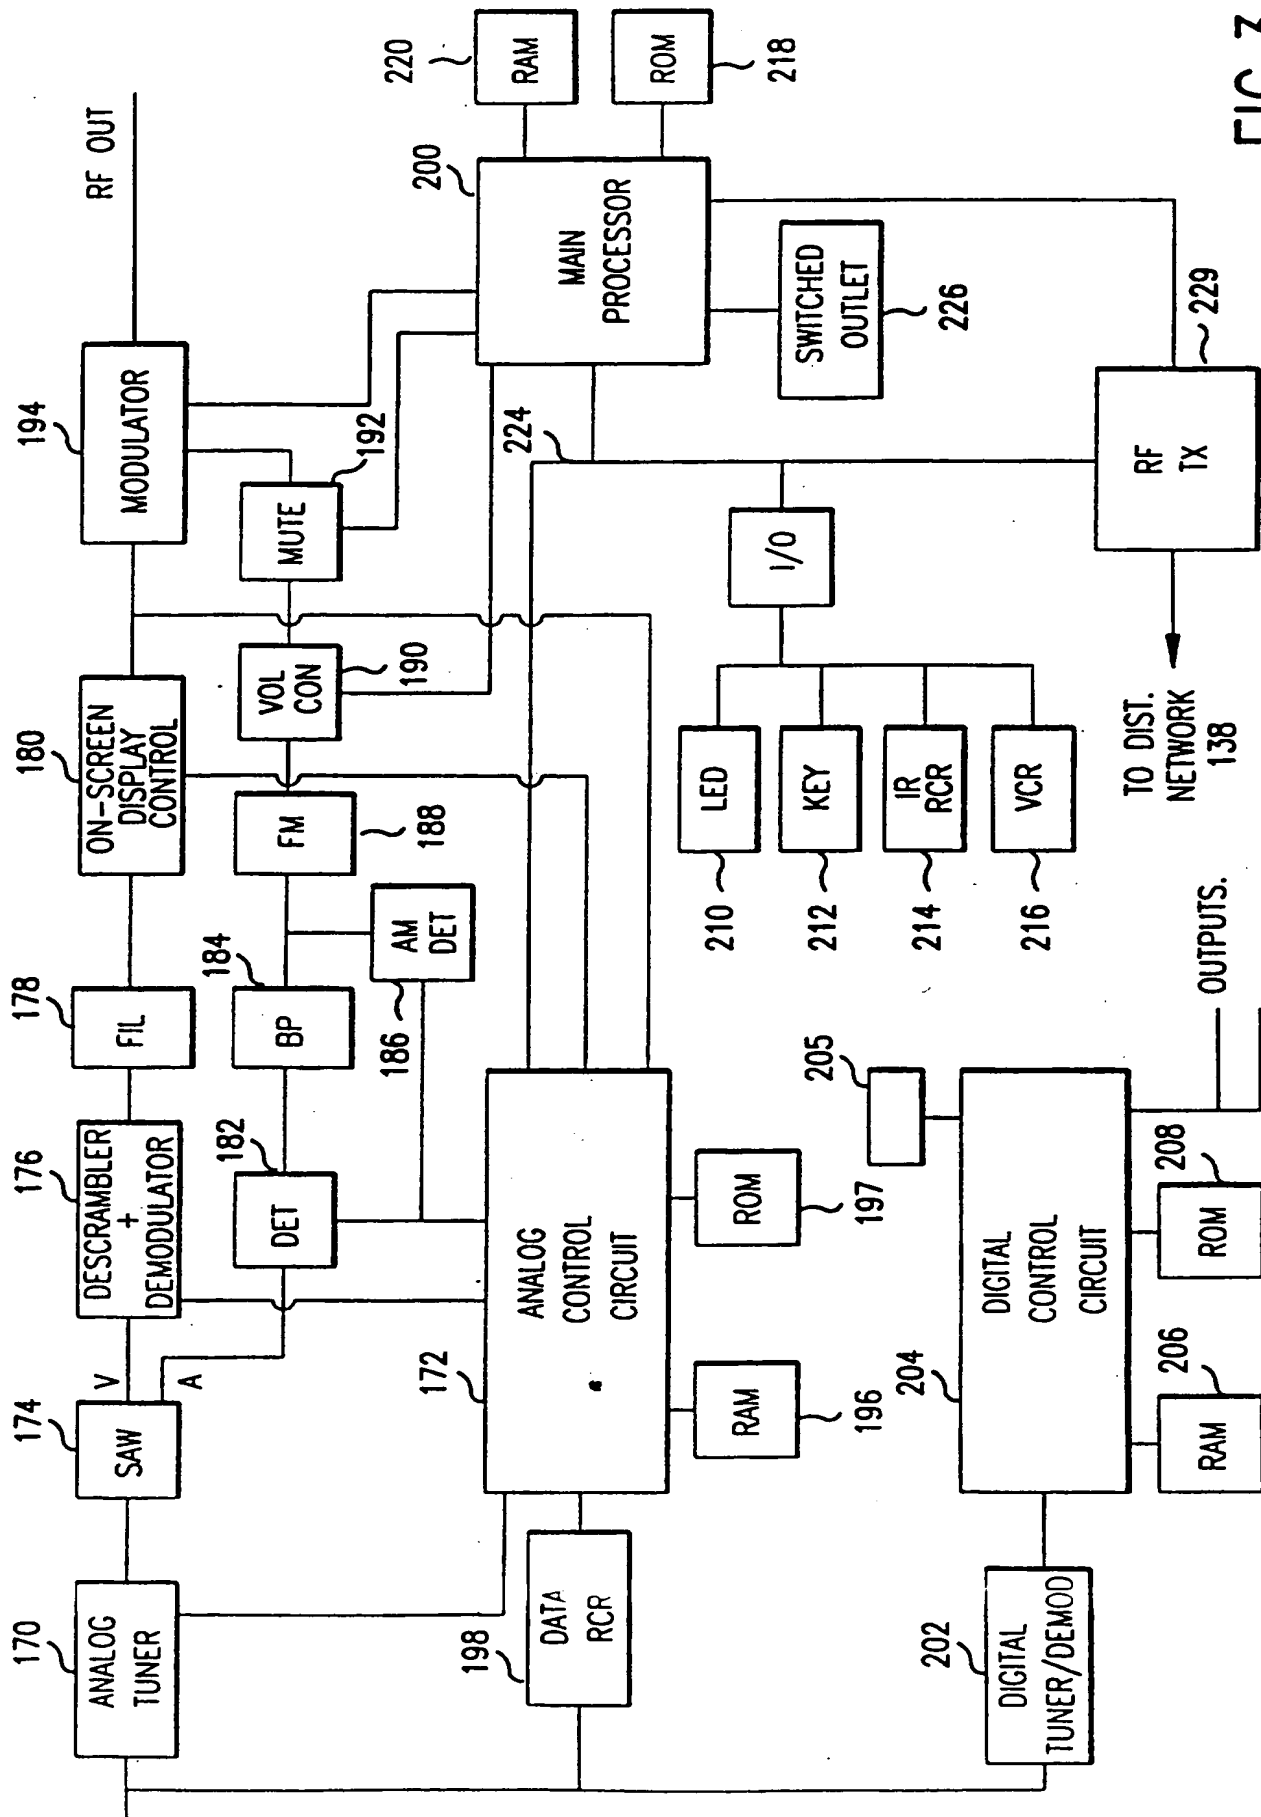 170
ANALOG
TUNER
174
SAW
V
A
176
DESCRAMBLER
+
DEMODULATOR
178
FIL
180
ON-SCREEN
DISPLAY
CONTROL
194
MODULATOR
RF OUT
182
DET
184
BP
186
AM
DET
FM
188
VOL
CON
190
MUTE
192
172
ANALOG
CONTROL
CIRCUIT
198
DATA
RCR
RAM
196
ROM
197
200
MAIN
PROCESSOR
220
RAM
ROM
218
SWITCHED
OUTLET
226
224
I/O
LED
210
KEY
212
IR
RCR
214
VCR
216
RF
TX
229
TO DIST.
NETWORK
138
202
DIGITAL
TUNER/DEMOD
204
DIGITAL
CONTROL
CIRCUIT
205
206
RAM
208
ROM
OUTPUTS.
FIG. 3